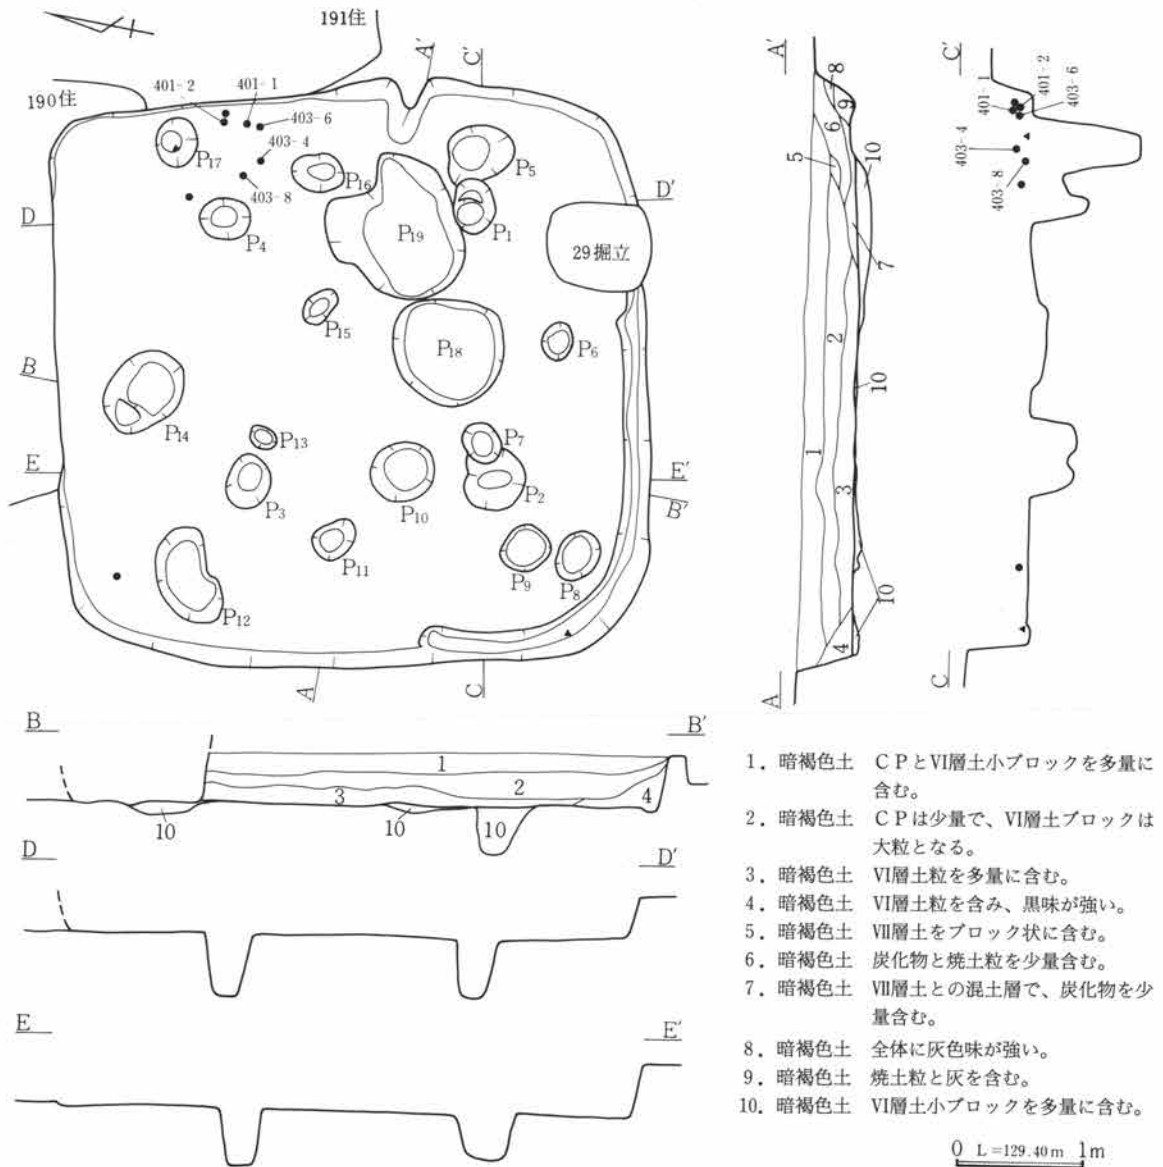 191住
A′
C′
401-2
401-1
190住
403-6
403-4
403-8
P17
P16
P5
P1
D
D′
P4
P19
29掘立
P15
P18
P6
B
P14
P13
P7
E
E′
P3
P10
P2
B′
P11
P9
P8
P12
A
C
A′
8
9
6
5
10
7
2
10
1
3
10
4
A
C′
401-1
401-2
403-6
403-4
403-8
C
B
B′
1
2
3
4
10
10
10
D
D′
E
E′
1. 暗褐色土 CPとⅥ層土小ブロックを多量に
含む。
2. 暗褐色土 CPは少量で、Ⅵ層土ブロックは
大粒となる。
3. 暗褐色土 Ⅵ層土粒を多量に含む。
4. 暗褐色土 Ⅵ層土粒を含み、黒味が強い。
5. 暗褐色土 Ⅶ層土をブロック状に含む。
6. 暗褐色土 炭化物と焼土粒を少量含む。
7. 暗褐色土 Ⅶ層土との混土層で、炭化物を少
量含む。
8. 暗褐色土 全体に灰色味が強い。
9. 暗褐色土 焼土粒と灰を含む。
10. 暗褐色土 Ⅵ層土小ブロックを多量に含む。
0 L=129.40m 1m